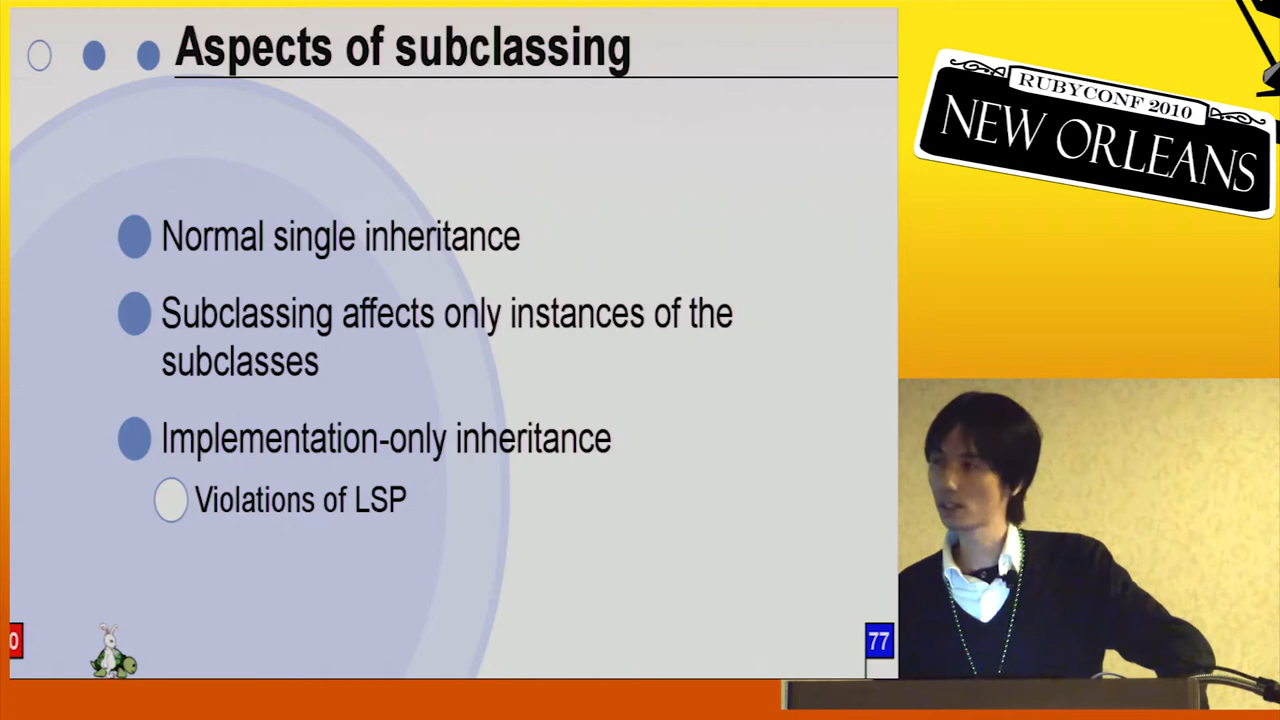 Aspects of subclassing
Normal single inheritance
Subclassing affects only instances of the
subclasses
Implementation-only inheritance
Violations of LSP
0
77
RUBYCONF 2010
NEW ORLEANS